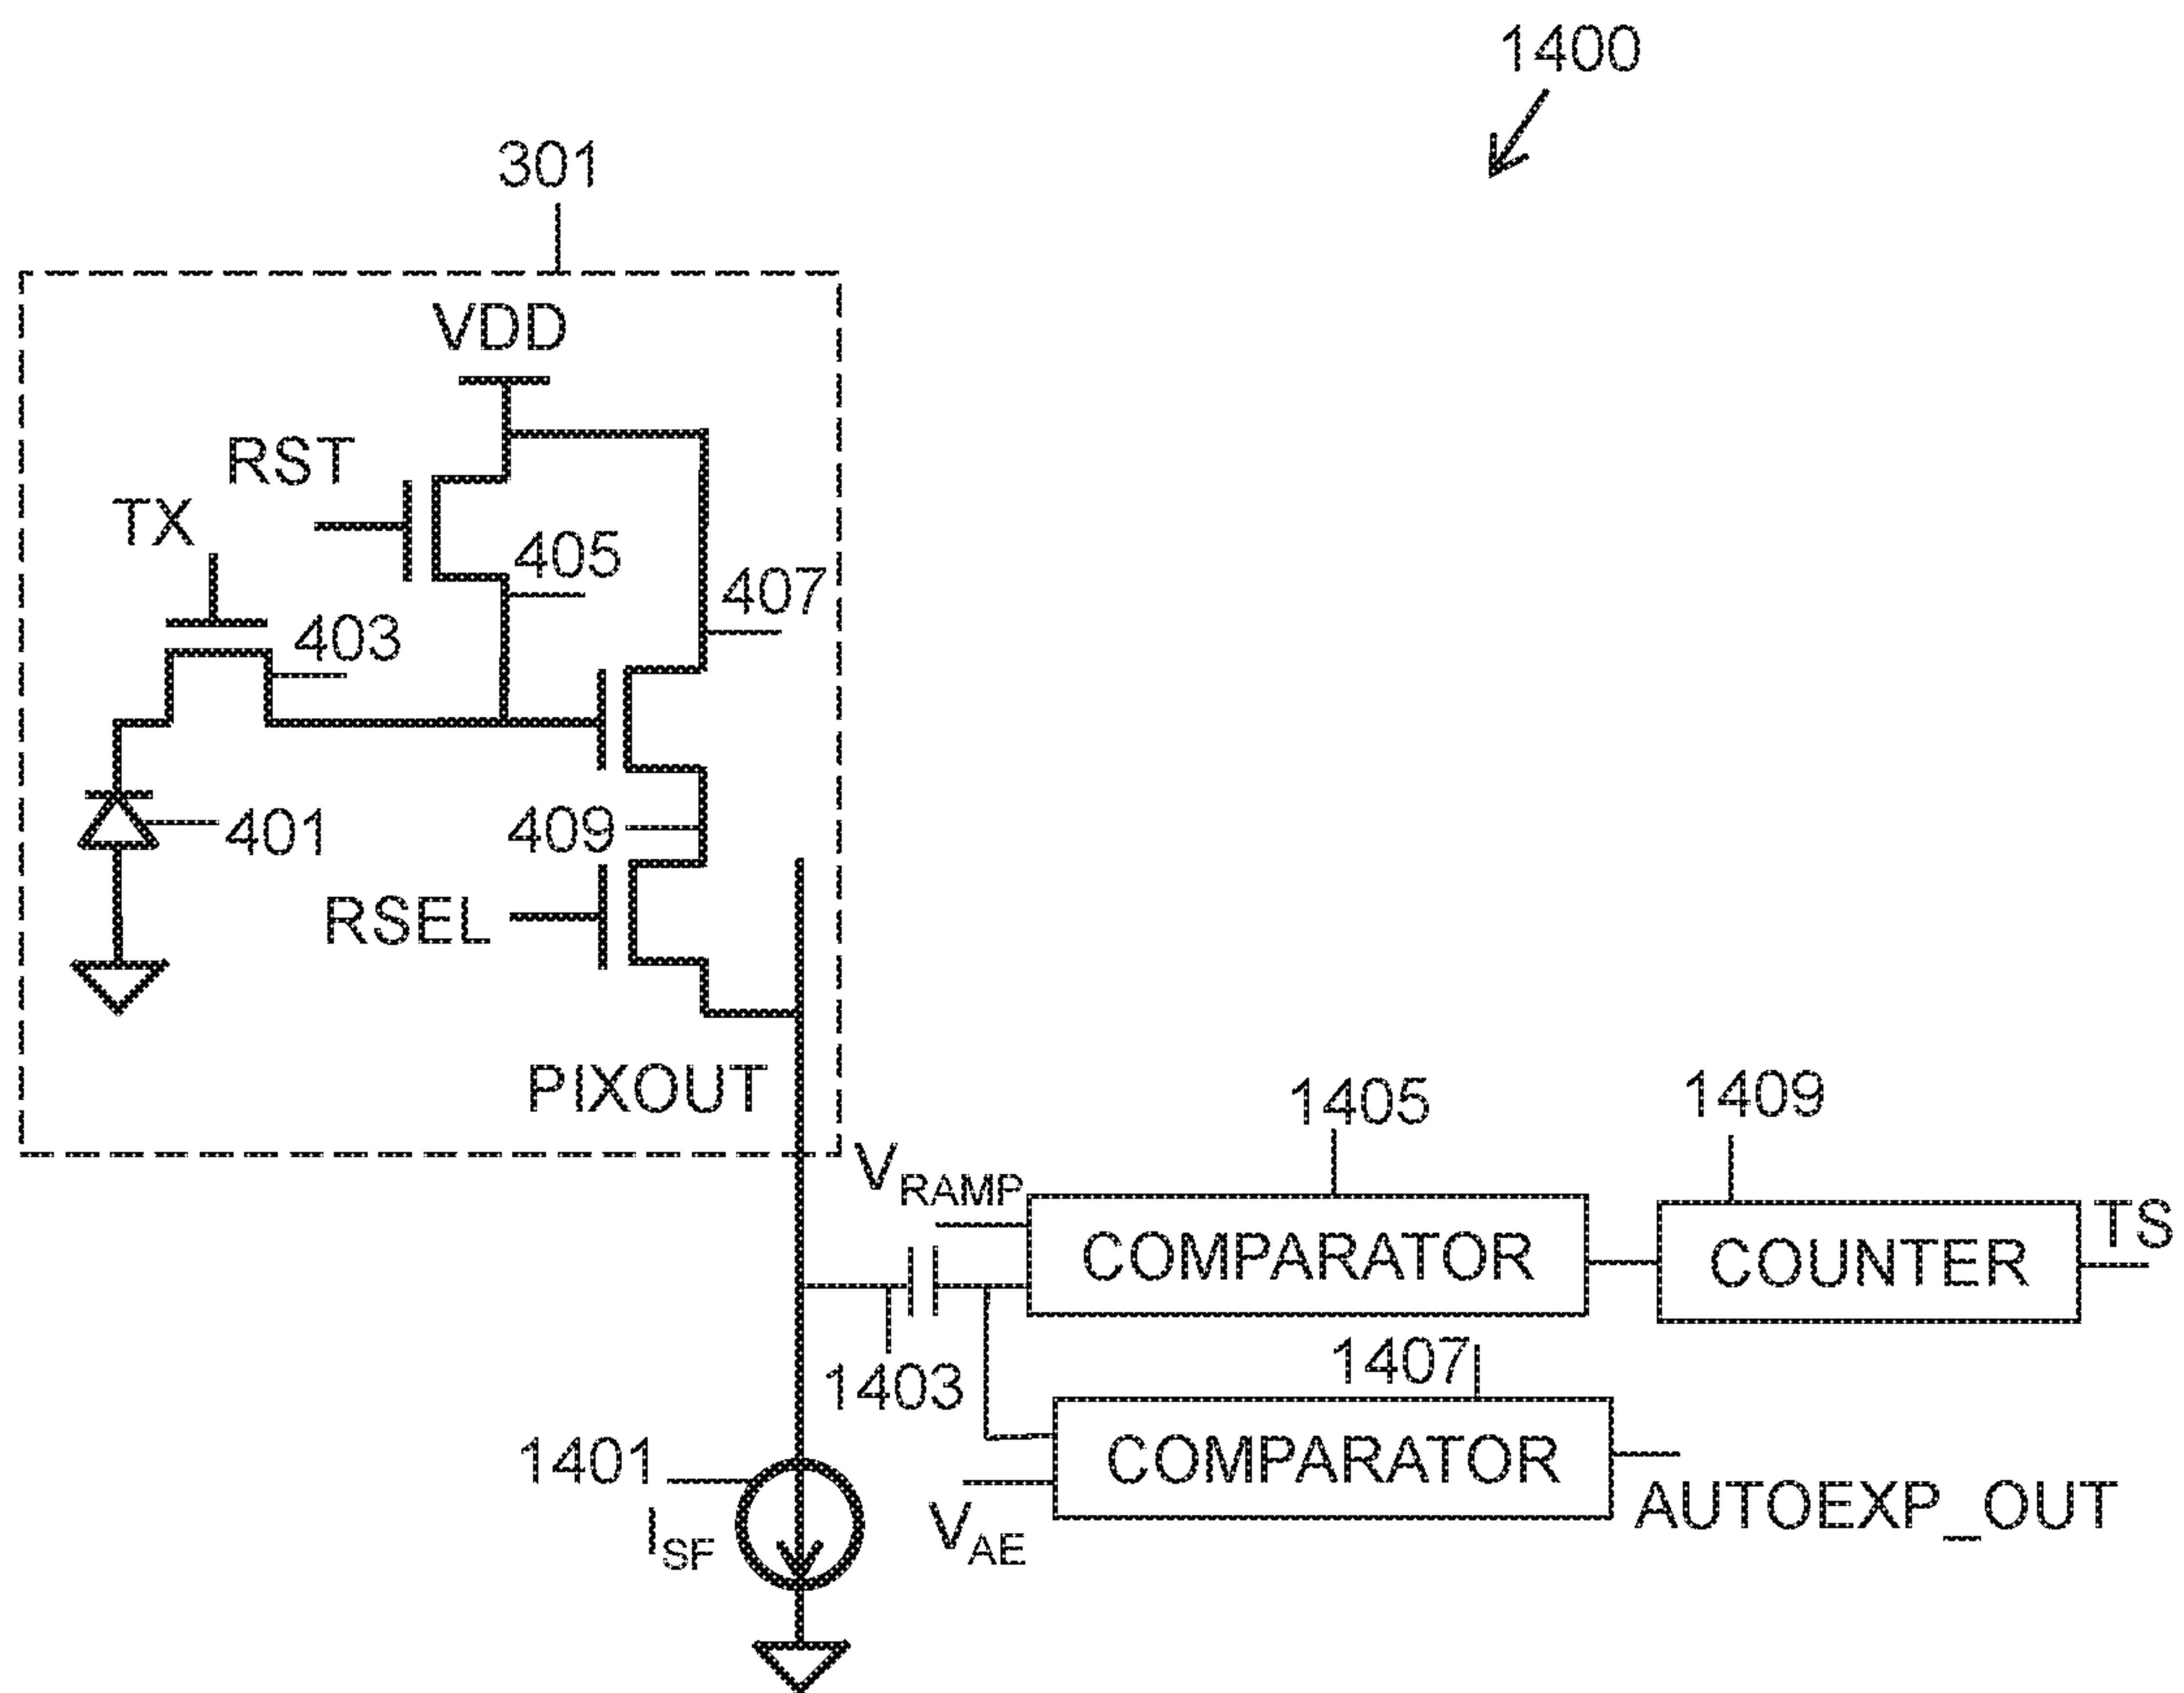 1400
301
VDD
RST
TX
405
407
403
401
409
RSEL
PIXOUT
1405
1409
VRAMP
COMPARATOR
COUNTER
TS
1403
1407
COMPARATOR
1401
ISF
VAE
AUTOEXP_OUT